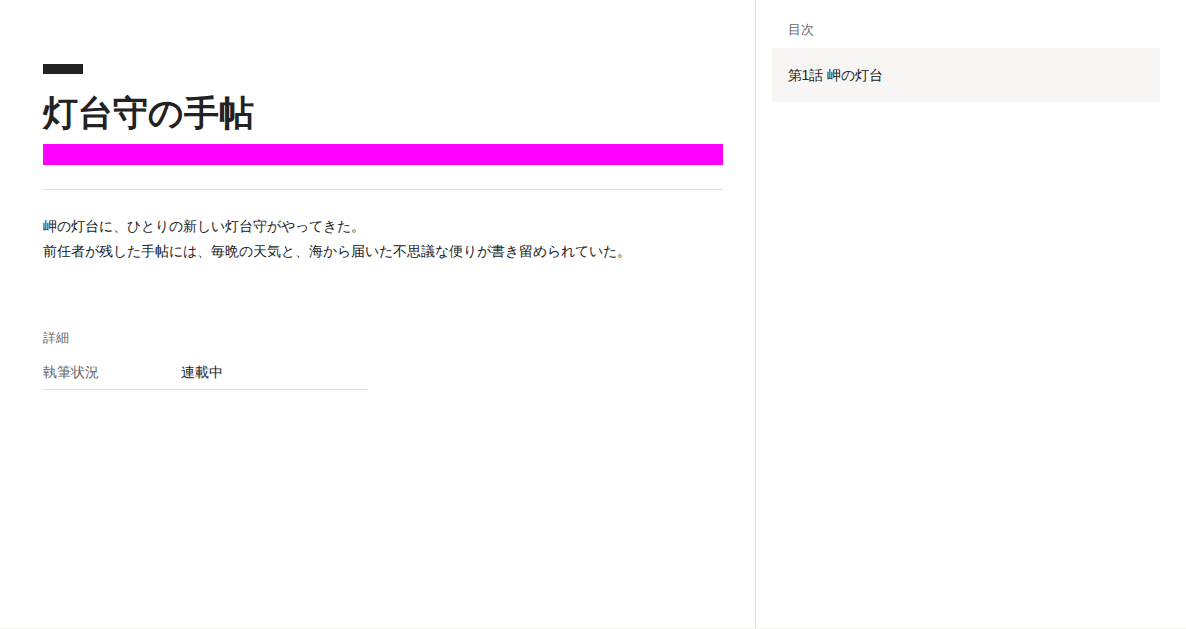 灯台守の手帖
岬の灯台に、ひとりの新しい灯台守がやってきた。
前任者が残した手帖には、毎晩の天気と、海から届いた不思議な便りが書き留められていた。
詳細
執筆状況 連載中
目次
第1話 岬の灯台